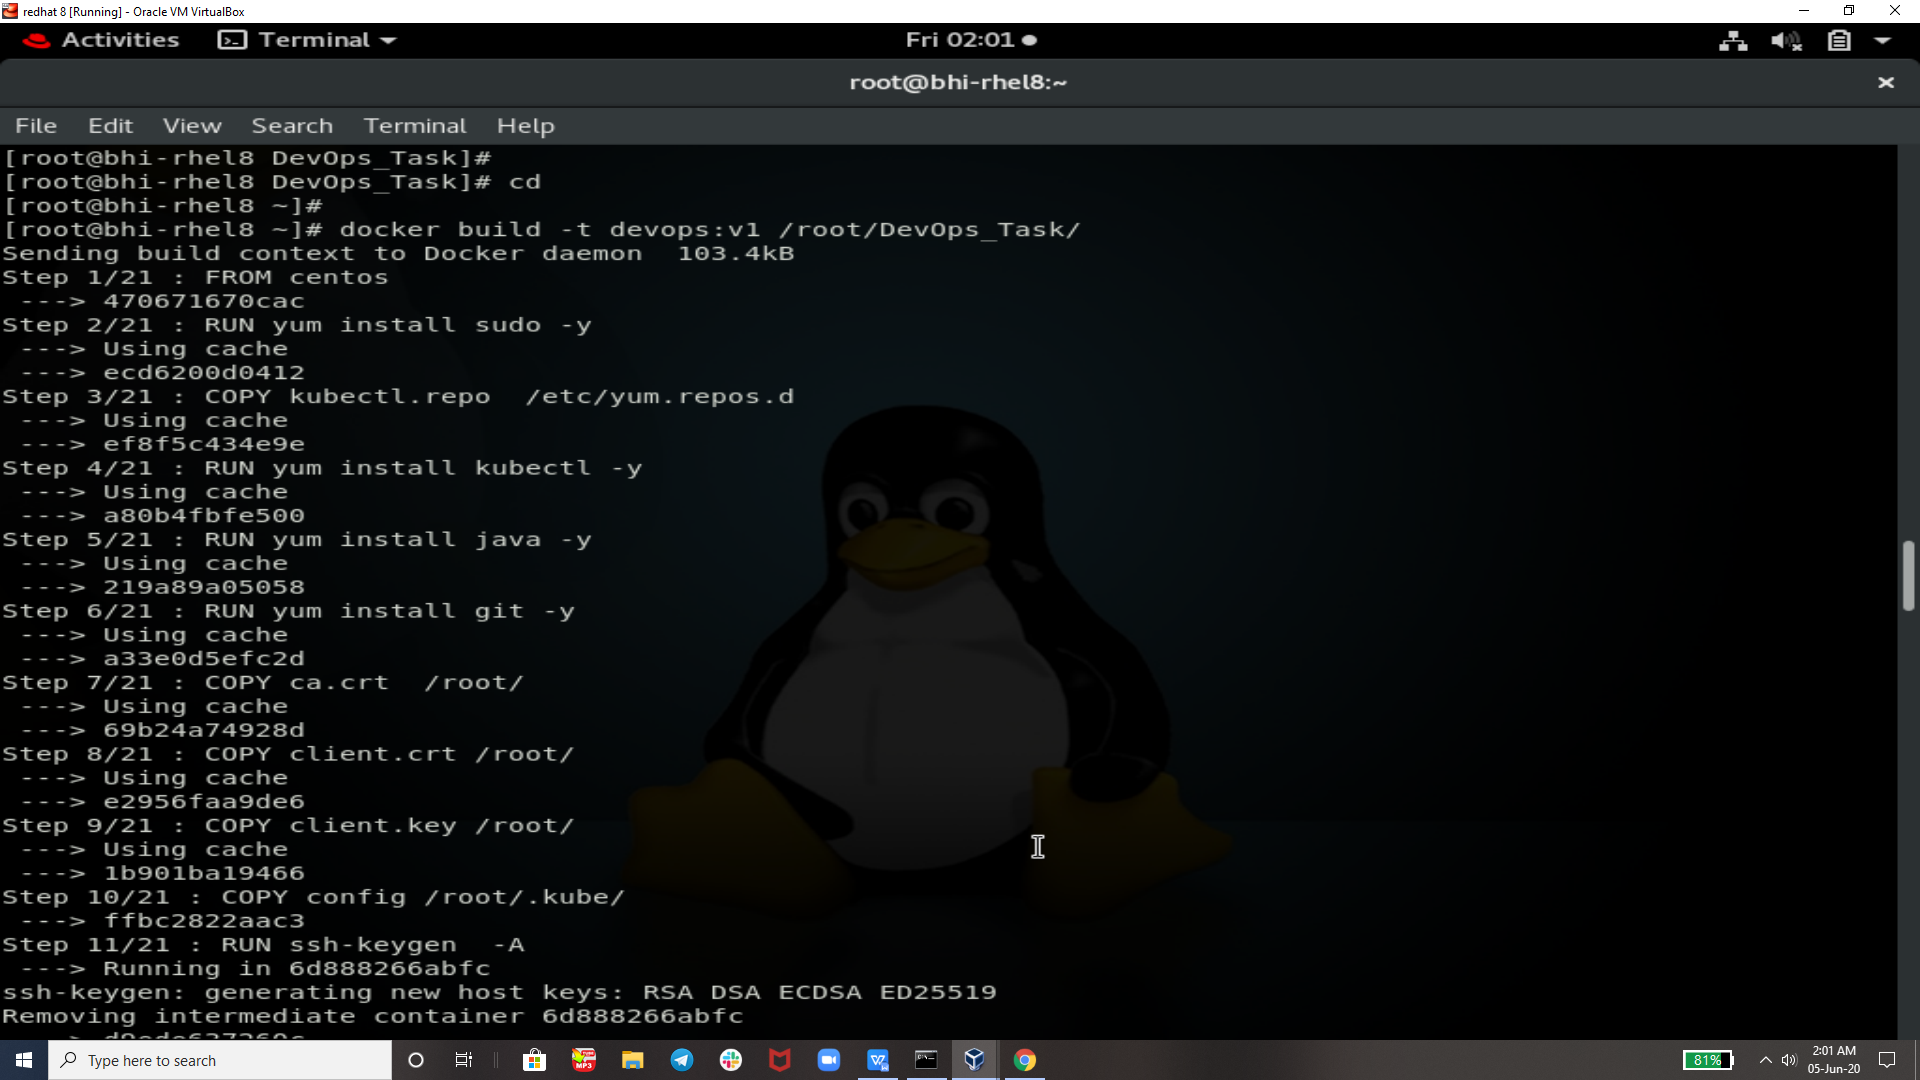 redhat 8 [Running] - Oracle VM VirtualBox
Activities Terminal Fri 02:01
root@bhi-rhel8:~
File Edit View Search Terminal Help
[root@bhi-rhel8 DevOps_Task]#
[root@bhi-rhel8 DevOps_Task]# cd
[root@bhi-rhel8 ~]#
[root@bhi-rhel8 ~]# docker build -t devops:v1 /root/DevOps_Task/
Sending build context to Docker daemon  103.4kB
Step 1/21 : FROM centos
 ---> 470671670cac
Step 2/21 : RUN yum install sudo -y
 ---> Using cache
 ---> ecd6200d0412
Step 3/21 : COPY kubectl.repo  /etc/yum.repos.d
 ---> Using cache
 ---> ef8f5c434e9e
Step 4/21 : RUN yum install kubectl -y
 ---> Using cache
 ---> a80b4fbfe500
Step 5/21 : RUN yum install java -y
 ---> Using cache
 ---> 219a89a05058
Step 6/21 : RUN yum install git -y
 ---> Using cache
 ---> a33e0d5efc2d
Step 7/21 : COPY ca.crt  /root/
 ---> Using cache
 ---> 69b24a74928d
Step 8/21 : COPY client.crt /root/
 ---> Using cache
 ---> e2956faa9de6
Step 9/21 : COPY client.key /root/
 ---> Using cache
 ---> 1b901ba19466
Step 10/21 : COPY config /root/.kube/
 ---> ffbc2822aac3
Step 11/21 : RUN ssh-keygen  -A
 ---> Running in 6d888266abfc
ssh-keygen: generating new host keys: RSA DSA ECDSA ED25519
Removing intermediate container 6d888266abfc
Type here to search
81%
2:01 AM
05-Jun-20